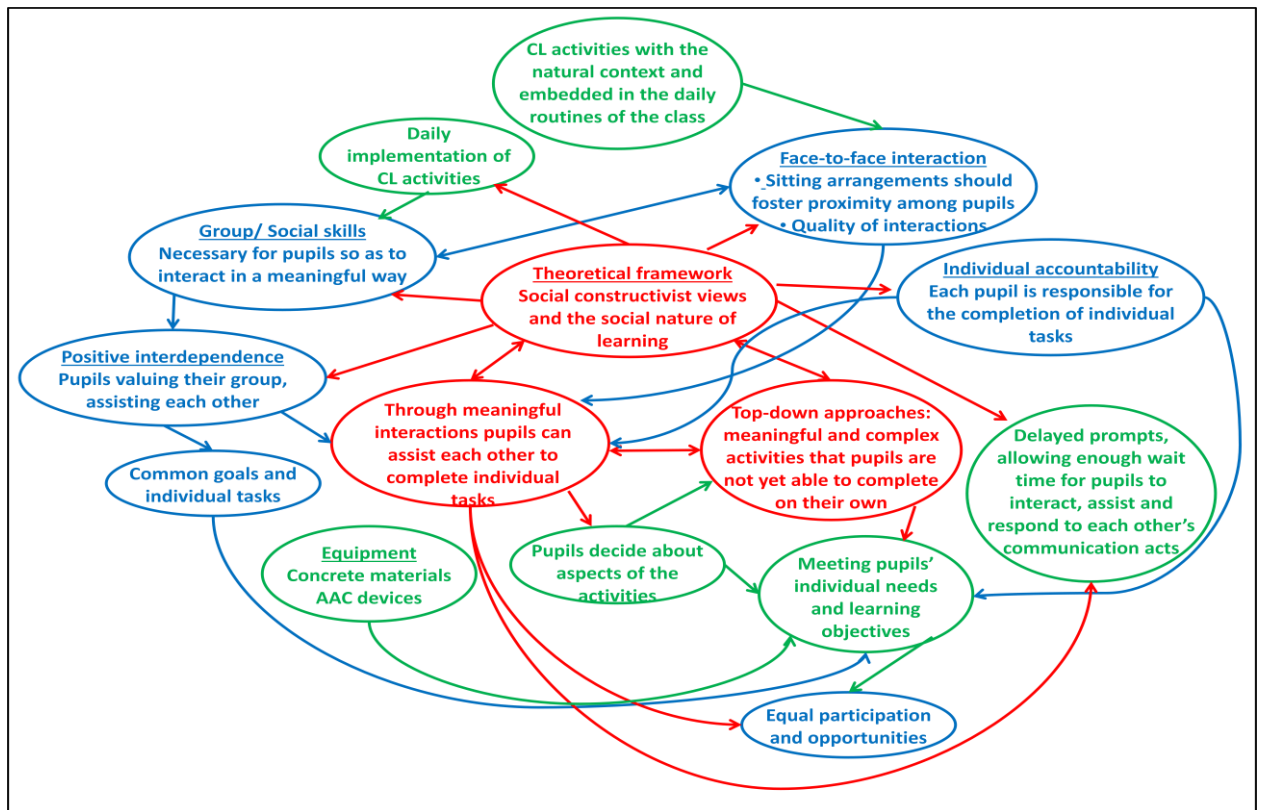 CL activities with the
natural context and
embedded in the daily
routines of the class
Daily
implementation of
CL activities
Face-to-face interaction
• Sitting arrangements should
foster proximity among pupils
• Quality of interactions
Group/ Social skills
Necessary for pupils so as to
interact in a meaningful way
Theoretical framework
Social constructivist views
and the social nature of
learning
Individual accountability
Each pupil is responsible for
the completion of individual
tasks
Positive interdependence
Pupils valuing their group,
assisting each other
Through meaningful
interactions pupils can
assist each other to
complete individual
tasks
Top-down approaches:
meaningful and complex
activities that pupils are
not yet able to complete
on their own
Delayed prompts,
allowing enough wait
time for pupils to
interact, assist and
respond to each other’s
communication acts
Common goals and
individual tasks
Equipment
Concrete materials
AAC devices
Pupils decide about
aspects of the
activities
Meeting pupils’
individual needs
and learning
objectives
Equal participation
and opportunities